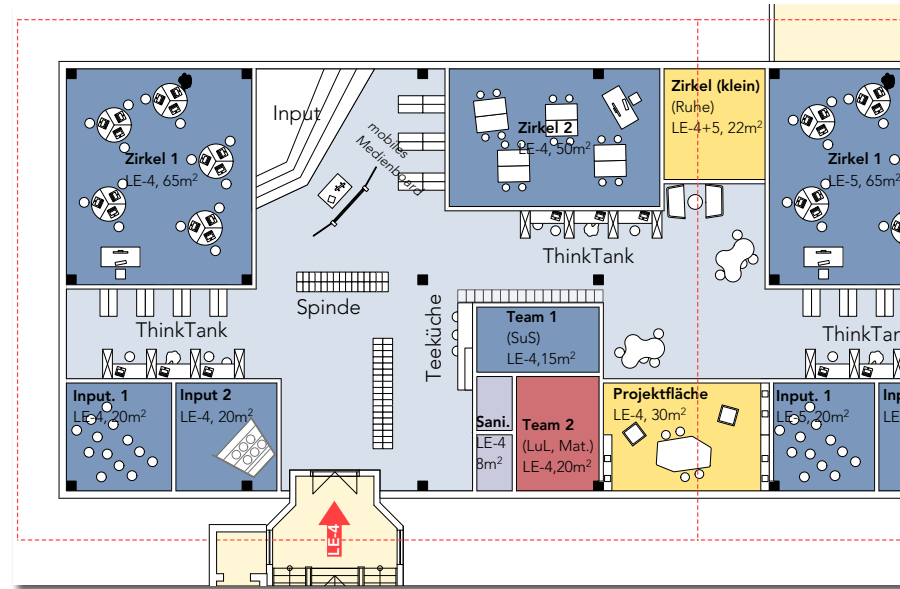 Input
mobiles
Medienboard
Zirkel 1
LE-4, 65m²
Zirkel 2
LE-4, 50m²
Zirkel (klein)
(Ruhe)
LE-4+5, 22m²
Zirkel 1
LE-5, 65m²
ThinkTank
Spinde
Teeküche
ThinkTank
ThinkTar
Team 1
(SuS)
LE-4,15m²
Input. 1
LE-4, 20m²
Input 2
LE-4, 20m²
Sani.
LE-4
8m²
Team 2
(LuL, Mat.)
LE-4,20m²
Projektfläche
LE-4, 30m²
Input. 1
LE-5, 20m²
Inp
LE-4